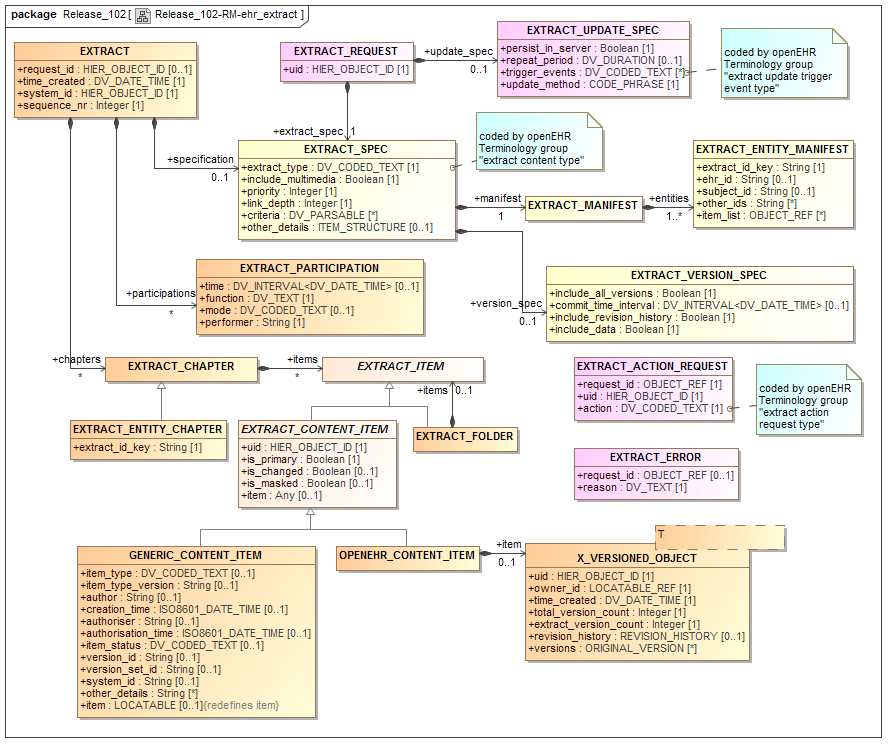 package Release_102 [ Release_102-RM-ehr_extract ]
EXTRACT
+request_id : HIER_OBJECT_ID [0..1]
+time_created : DV_DATE_TIME [1]
+system_id : HIER_OBJECT_ID [1]
+sequence_nr : Integer [1]
EXTRACT_REQUEST
+uid : HIER_OBJECT_ID [1]
+update_spec
0..1
EXTRACT_UPDATE_SPEC
+persist_in_server : Boolean [1]
+repeat_period : DV_DURATION [0..1]
+trigger_events : DV_CODED_TEXT [*]
+update_method : CODE_PHRASE [1]
coded by openEHR
Terminology group
"extract update trigger
event type"
+extract_spec 1
+specification
0..1
EXTRACT_SPEC
+extract_type : DV_CODED_TEXT [1]
+include_multimedia : Boolean [1]
+priority : Integer [1]
+link_depth : Integer [1]
+criteria : DV_PARSABLE [*]
+other_details : ITEM_STRUCTURE [0..1]
coded by openEHR
Terminology group
"extract content type"
+manifest
1
EXTRACT_MANIFEST
+entities
1..*
EXTRACT_ENTITY_MANIFEST
+extract_id_key : String [1]
+ehr_id : String [0..1]
+subject_id : String [0..1]
+other_ids : String [*]
+item_list : OBJECT_REF [*]
+participations
*
EXTRACT_PARTICIPATION
+time : DV_INTERVAL<DV_DATE_TIME> [0..1]
+function : DV_TEXT [1]
+mode : DV_CODED_TEXT [0..1]
+performer : String [1]
+version_spec
0..1
EXTRACT_VERSION_SPEC
+include_all_versions : Boolean [1]
+commit_time_interval : DV_INTERVAL<DV_DATE_TIME> [0..1]
+include_revision_history : Boolean [1]
+include_data : Boolean [1]
+chapters
*
EXTRACT_CHAPTER
+items
*
EXTRACT_ITEM
+items 0..1
EXTRACT_ACTION_REQUEST
+request_id : OBJECT_REF [1]
+uid : HIER_OBJECT_ID [1]
+action : DV_CODED_TEXT [1]
coded by openEHR
Terminology group
"extract action
request type"
EXTRACT_ENTITY_CHAPTER
+extract_id_key : String [1]
EXTRACT_CONTENT_ITEM
+uid : HIER_OBJECT_ID [1]
+is_primary : Boolean [1]
+is_changed : Boolean [0..1]
+is_masked : Boolean [0..1]
+item : Any [0..1]
EXTRACT_FOLDER
EXTRACT_ERROR
+request_id : OBJECT_REF [0..1]
+reason : DV_TEXT [1]
GENERIC_CONTENT_ITEM
+item_type : DV_CODED_TEXT [0..1]
+item_type_version : String [0..1]
+author : String [0..1]
+creation_time : ISO8601_DATE_TIME [0..1]
+authoriser : String [0..1]
+authorisation_time : ISO8601_DATE_TIME [0..1]
+item_status : DV_CODED_TEXT [0..1]
+version_id : String [0..1]
+version_set_id : String [0..1]
+system_id : String [0..1]
+other_details : String [*]
+item : LOCATABLE [0..1]{redefines item}
OPENEHR_CONTENT_ITEM
+item
0..1
T
X_VERSIONED_OBJECT
+uid : HIER_OBJECT_ID [1]
+owner_id : LOCATABLE_REF [1]
+time_created : DV_DATE_TIME [1]
+total_version_count : Integer [1]
+extract_version_count : Integer [1]
+revision_history : REVISION_HISTORY [0..1]
+versions : ORIGINAL_VERSION [*]